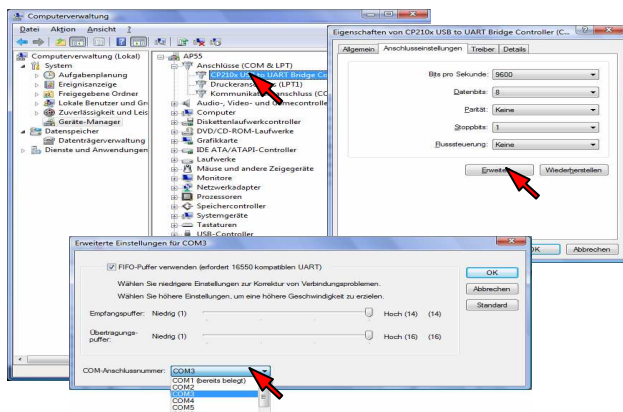 Computerverwaltung
Datei Aktion Ansicht ?
Computerverwaltung (Lokal)
System
Aufgabenplanung
Ereignisanzeige
Freigegebene Ordner
Lokale Benutzer und Gr
Zuverlässigkeit und Leis
Geräte-Manager
Datenspeicher
Datenträgerverwaltung
Dienste und Anwendungen
AP55
Anschlüsse (COM & LPT)
CP210x USB to UART Bridge Co
Druckeranschluss (LPT1)
Kommunikationsanschluss (CO
Audio-, Video- und Gamecontrolle
Computer
Diskettenlaufwerkcontroller
DVD/CD-ROM-Laufwerke
Grafikkarte
IDE ATA/ATAPI-Controller
Laufwerke
Mäuse und andere Zeigegeräte
Monitore
Netzwerkadapter
Prozessoren
Speichercontroller
Systemgeräte
Tastaturen
USB-Controller
Eigenschaften von CP210x USB to UART Bridge Controller (C...
Allgemein Anschlusseinstellungen Treiber Details
Bits pro Sekunde: 9600
Datenbits: 8
Parität: Keine
Stoppbits: 1
Flusssteuerung: Keine
Wiederherstellen
OK Abbrechen
Erweiterte Einstellungen für COM3
FIFO-Puffer verwenden (erfordert 16550 kompatiblen UART)
Wählen Sie niedrigere Einstellungen zur Korrektur von Verbindungsproblemen.
Wählen Sie höhere Einstellungen, um eine höhere Geschwindigkeit zu erzielen.
Empfangspuffer: Niedrig (1) Hoch (14) (14)
Übertragungs-
puffer: Niedrig (1) Hoch (16) (16)
OK
Abbrechen
Standard
COM-Anschlussnummer: COM3
COM1 (bereits belegt)
COM2
COM3
COM4
COM5